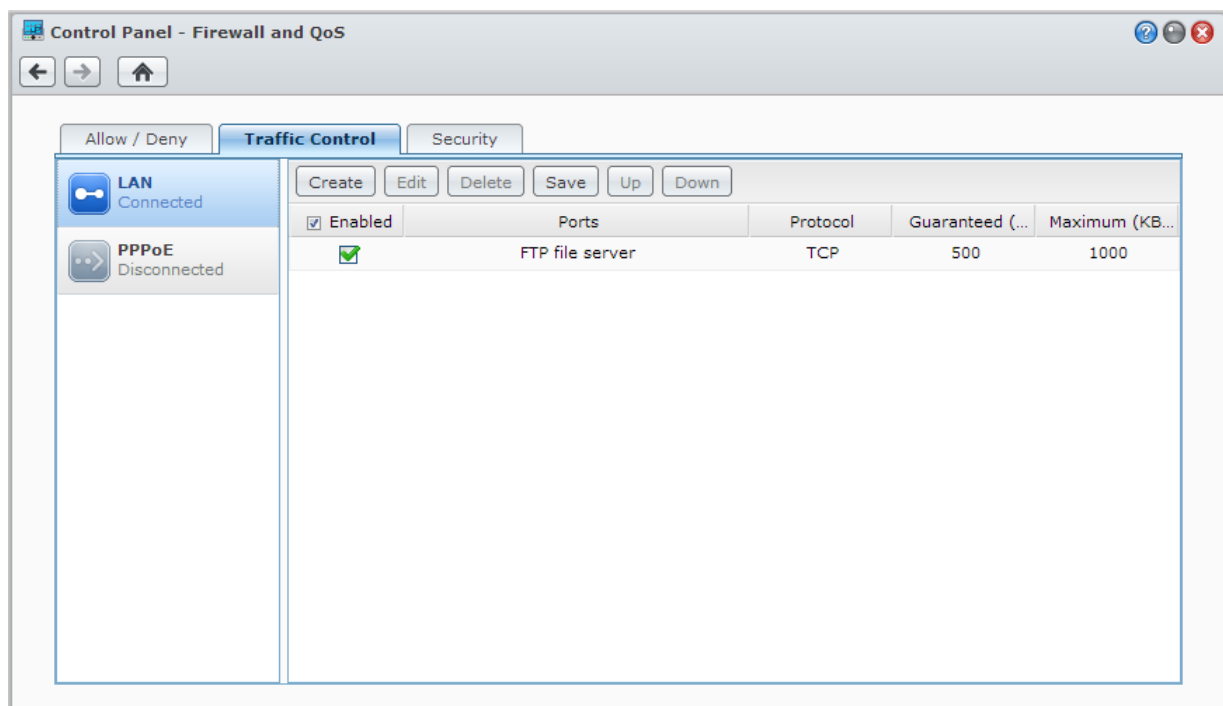 Control Panel - Firewall and QoS
Allow / Deny Traffic Control Security
LAN
Connected
PPPoE
Disconnected
Create Edit Delete Save Up Down
Enabled Ports Protocol Guaranteed (... Maximum (KB...
FTP file server TCP 500 1000